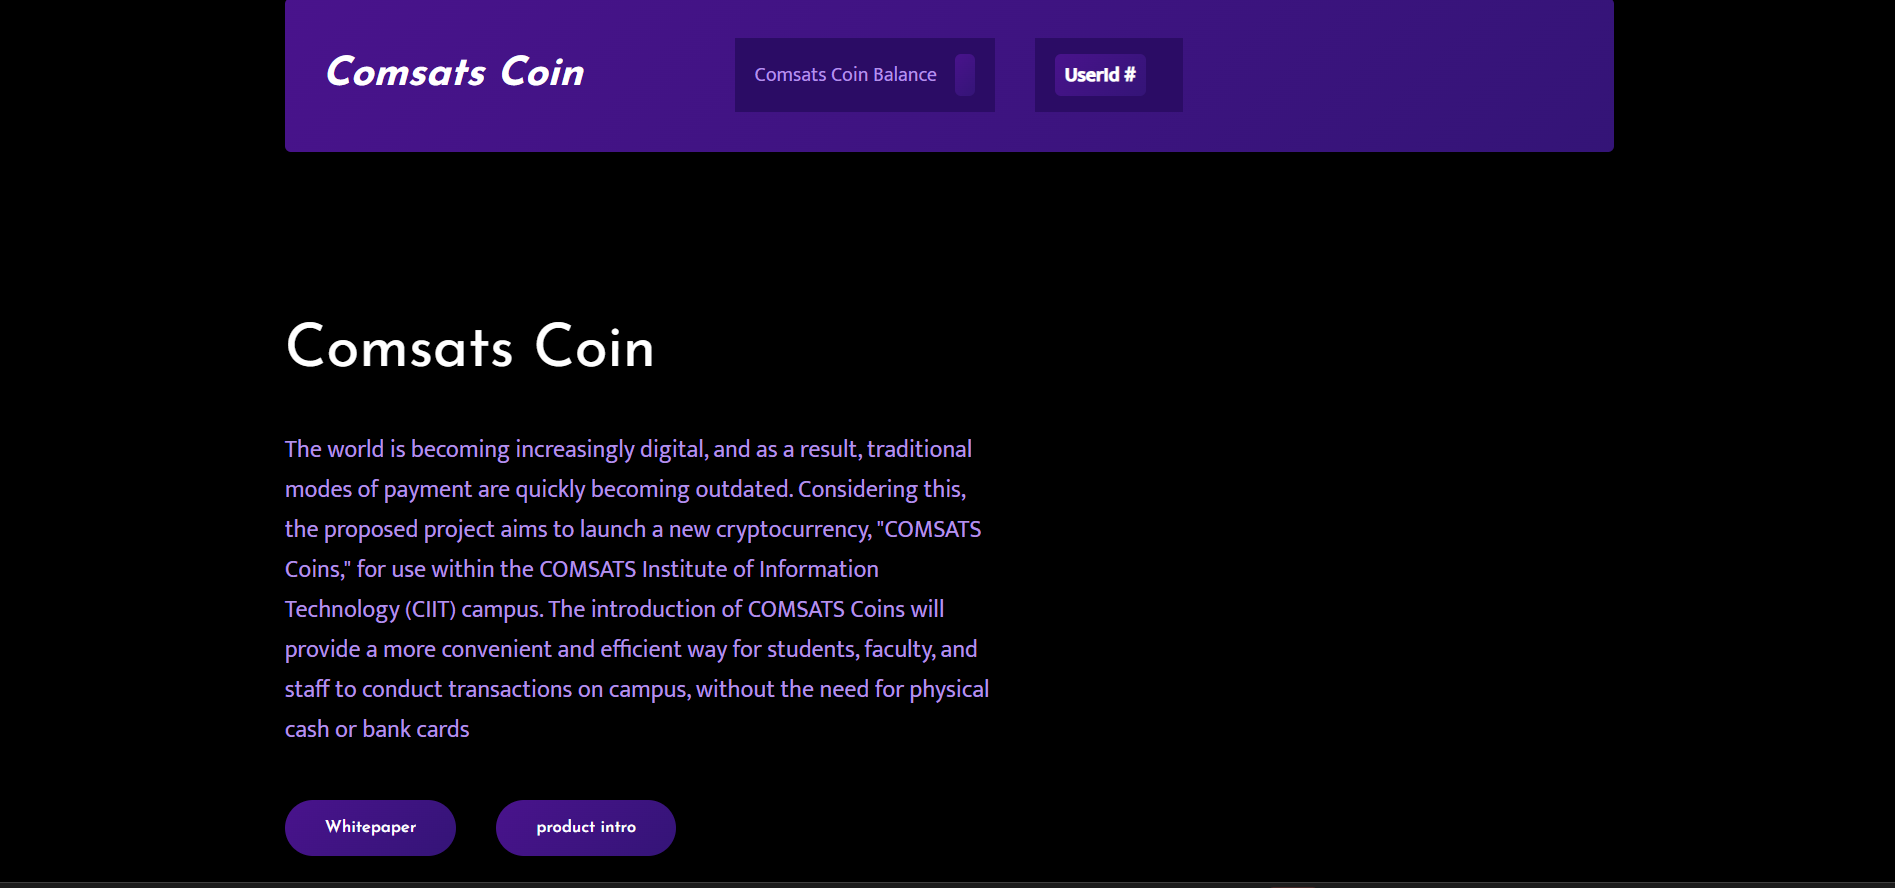 Comsats Coin
Comsats Coin Balance
UserId #
Comsats Coin
The world is becoming increasingly digital, and as a result, traditional
modes of payment are quickly becoming outdated. Considering this,
the proposed project aims to launch a new cryptocurrency, "COMSATS
Coins," for use within the COMSATS Institute of Information
Technology (CIIT) campus. The introduction of COMSATS Coins will
provide a more convenient and efficient way for students, faculty, and
staff to conduct transactions on campus, without the need for physical
cash or bank cards
Whitepaper
product intro